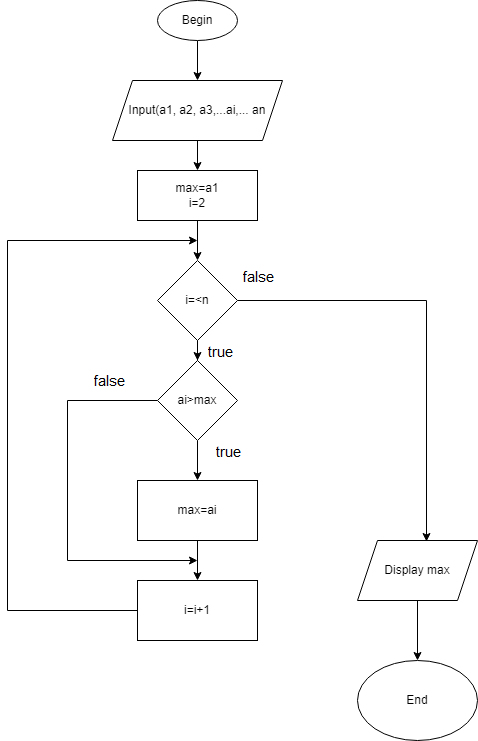 Begin
Input(a1, a2, a3,...ai,... an
max=a1
i=2
i=<n
false
true
ai>max
false
true
max=ai
i=i+1
Display max
End